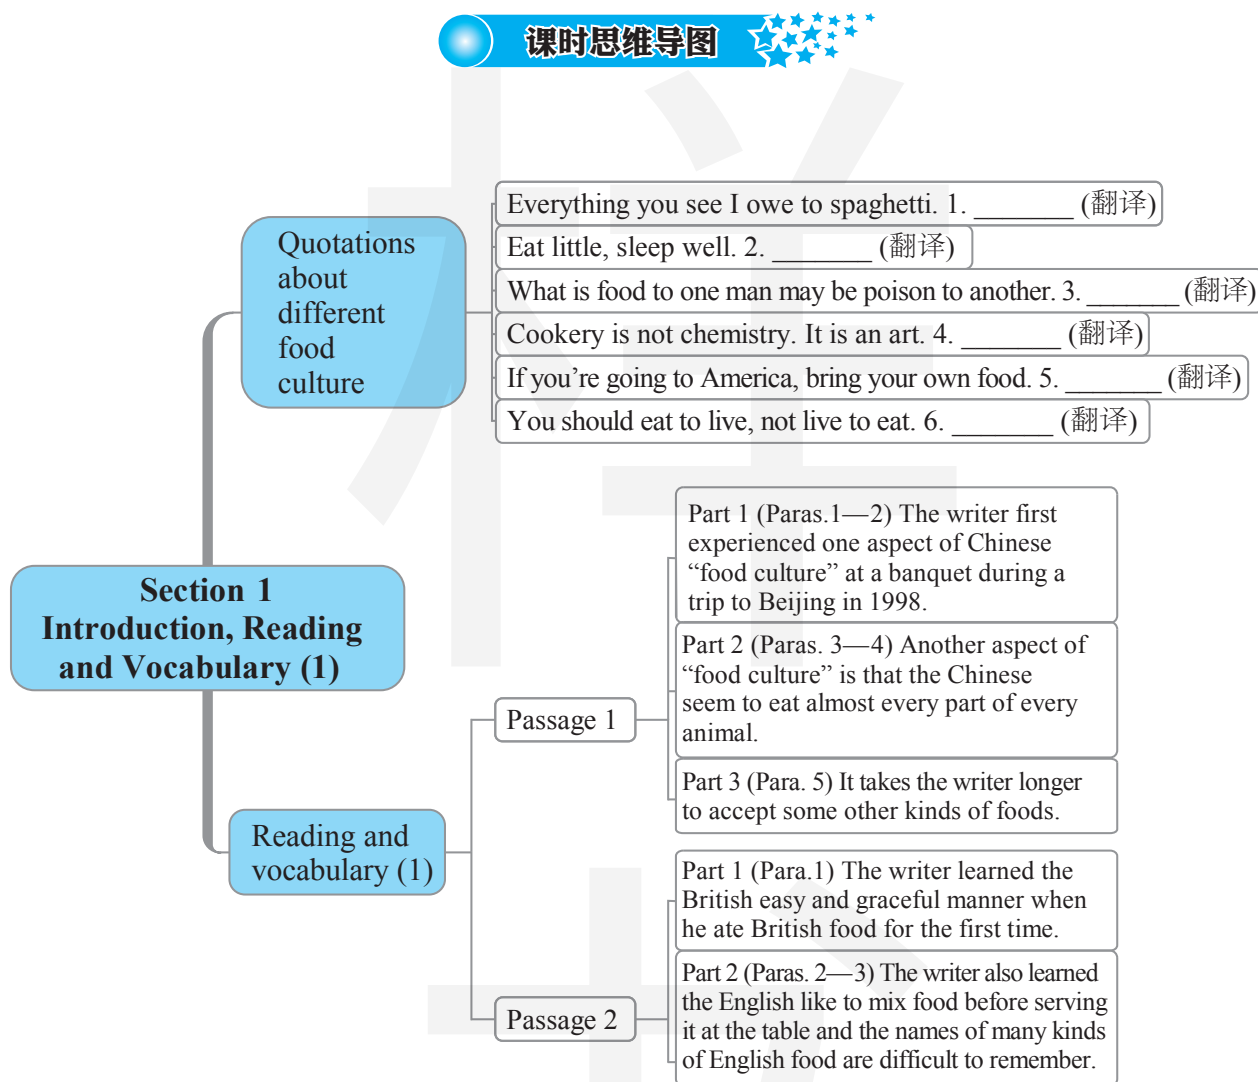 课时思维导图
Quotations
about
different
food
culture
Everything you see I owe to spaghetti. 1. _______ (翻译)
Eat little, sleep well. 2. _______ (翻译)
What is food to one man may be poison to another. 3. _______ (翻译)
Cookery is not chemistry. It is an art. 4. _______ (翻译)
If you’re going to America, bring your own food. 5. _______ (翻译)
You should eat to live, not live to eat. 6. _______ (翻译)
Section 1
Introduction, Reading
and Vocabulary (1)
Reading and
vocabulary (1)
Passage 1
Part 1 (Paras.1—2) The writer first
experienced one aspect of Chinese
“food culture” at a banquet during a
trip to Beijing in 1998.
Part 2 (Paras. 3—4) Another aspect of
“food culture” is that the Chinese
seem to eat almost every part of every
animal.
Part 3 (Para. 5) It takes the writer longer
to accept some other kinds of foods.
Passage 2
Part 1 (Para.1) The writer learned the
British easy and graceful manner when
he ate British food for the first time.
Part 2 (Paras. 2—3) The writer also learned
the English like to mix food before serving
it at the table and the names of many kinds
of English food are difficult to remember.